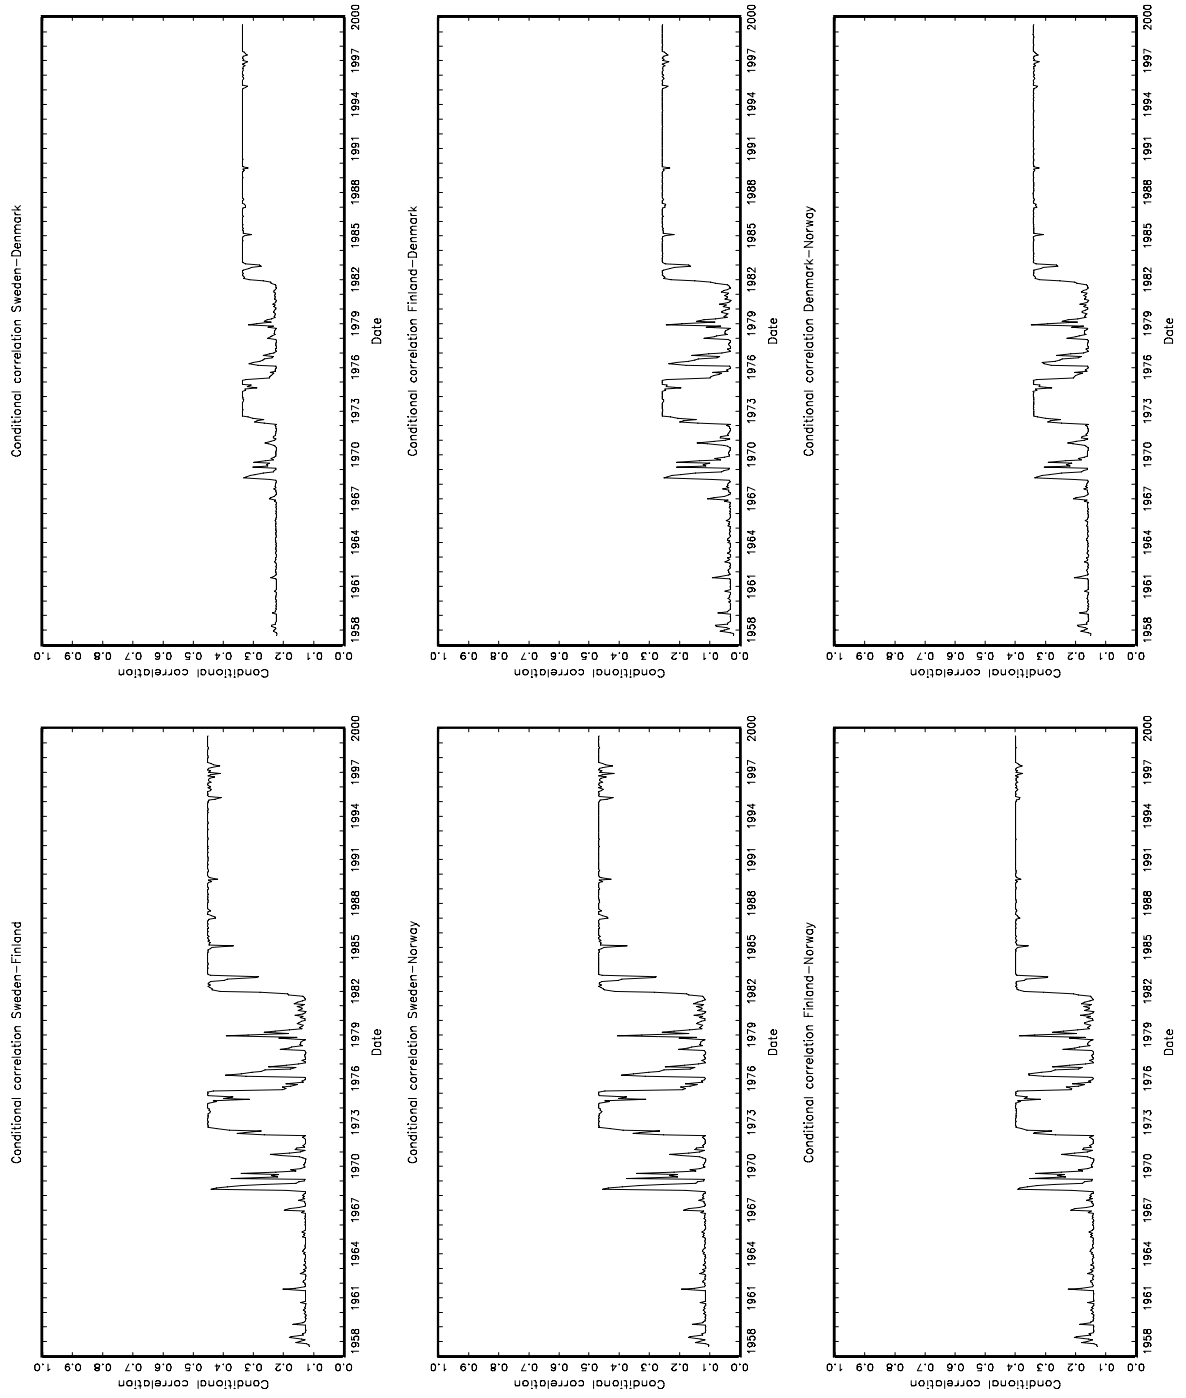 Conditional correlation Sweden-Finland
Conditional correlation
0.0 0.1 0.2 0.3 0.4 0.5 0.6 0.7 0.8 0.9 1.0
1958 1961 1964 1967 1970 1973 1976 1979 1982 1985 1988 1991 1994 1997 2000
Date
Conditional correlation Sweden-Denmark
Conditional correlation
0.0 0.1 0.2 0.3 0.4 0.5 0.6 0.7 0.8 0.9 1.0
1958 1961 1964 1967 1970 1973 1976 1979 1982 1985 1988 1991 1994 1997 2000
Date
Conditional correlation Sweden-Norway
Conditional correlation
0.0 0.1 0.2 0.3 0.4 0.5 0.6 0.7 0.8 0.9 1.0
1958 1961 1964 1967 1970 1973 1976 1979 1982 1985 1988 1991 1994 1997 2000
Date
Conditional correlation Finland-Denmark
Conditional correlation
0.0 0.1 0.2 0.3 0.4 0.5 0.6 0.7 0.8 0.9 1.0
1958 1961 1964 1967 1970 1973 1976 1979 1982 1985 1988 1991 1994 1997 2000
Date
Conditional correlation Finland-Norway
Conditional correlation
0.0 0.1 0.2 0.3 0.4 0.5 0.6 0.7 0.8 0.9 1.0
1958 1961 1964 1967 1970 1973 1976 1979 1982 1985 1988 1991 1994 1997 2000
Date
Conditional correlation Denmark-Norway
Conditional correlation
0.0 0.1 0.2 0.3 0.4 0.5 0.6 0.7 0.8 0.9 1.0
1958 1961 1964 1967 1970 1973 1976 1979 1982 1985 1988 1991 1994 1997 2000
Date